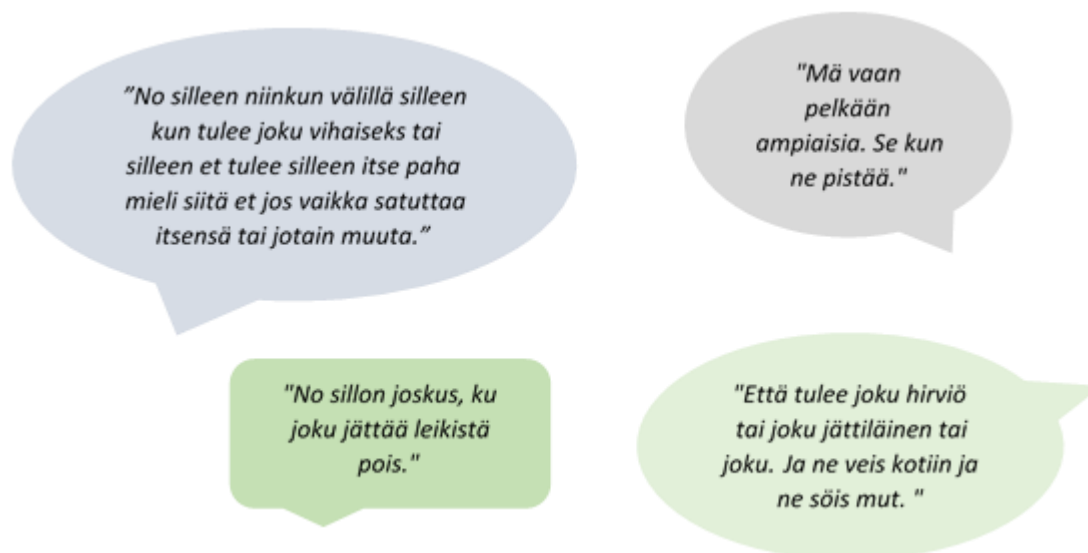 ”No silleen niinkun välillä silleen
kun tulee joku vihaiseks tai
silleen et tulee silleen itse paha
mieli siitä et jos vaikka satuttaa
itsensä tai jotain muuta.”
"Mä vaan
pelkään
ampiaisia. Se kun
ne pistää."
"No sillon joskus, ku
joku jättää leikistä
pois."
"Että tulee joku hirviö
tai joku jättiläinen tai
joku. Ja ne veis kotiin ja
ne söis mut. "